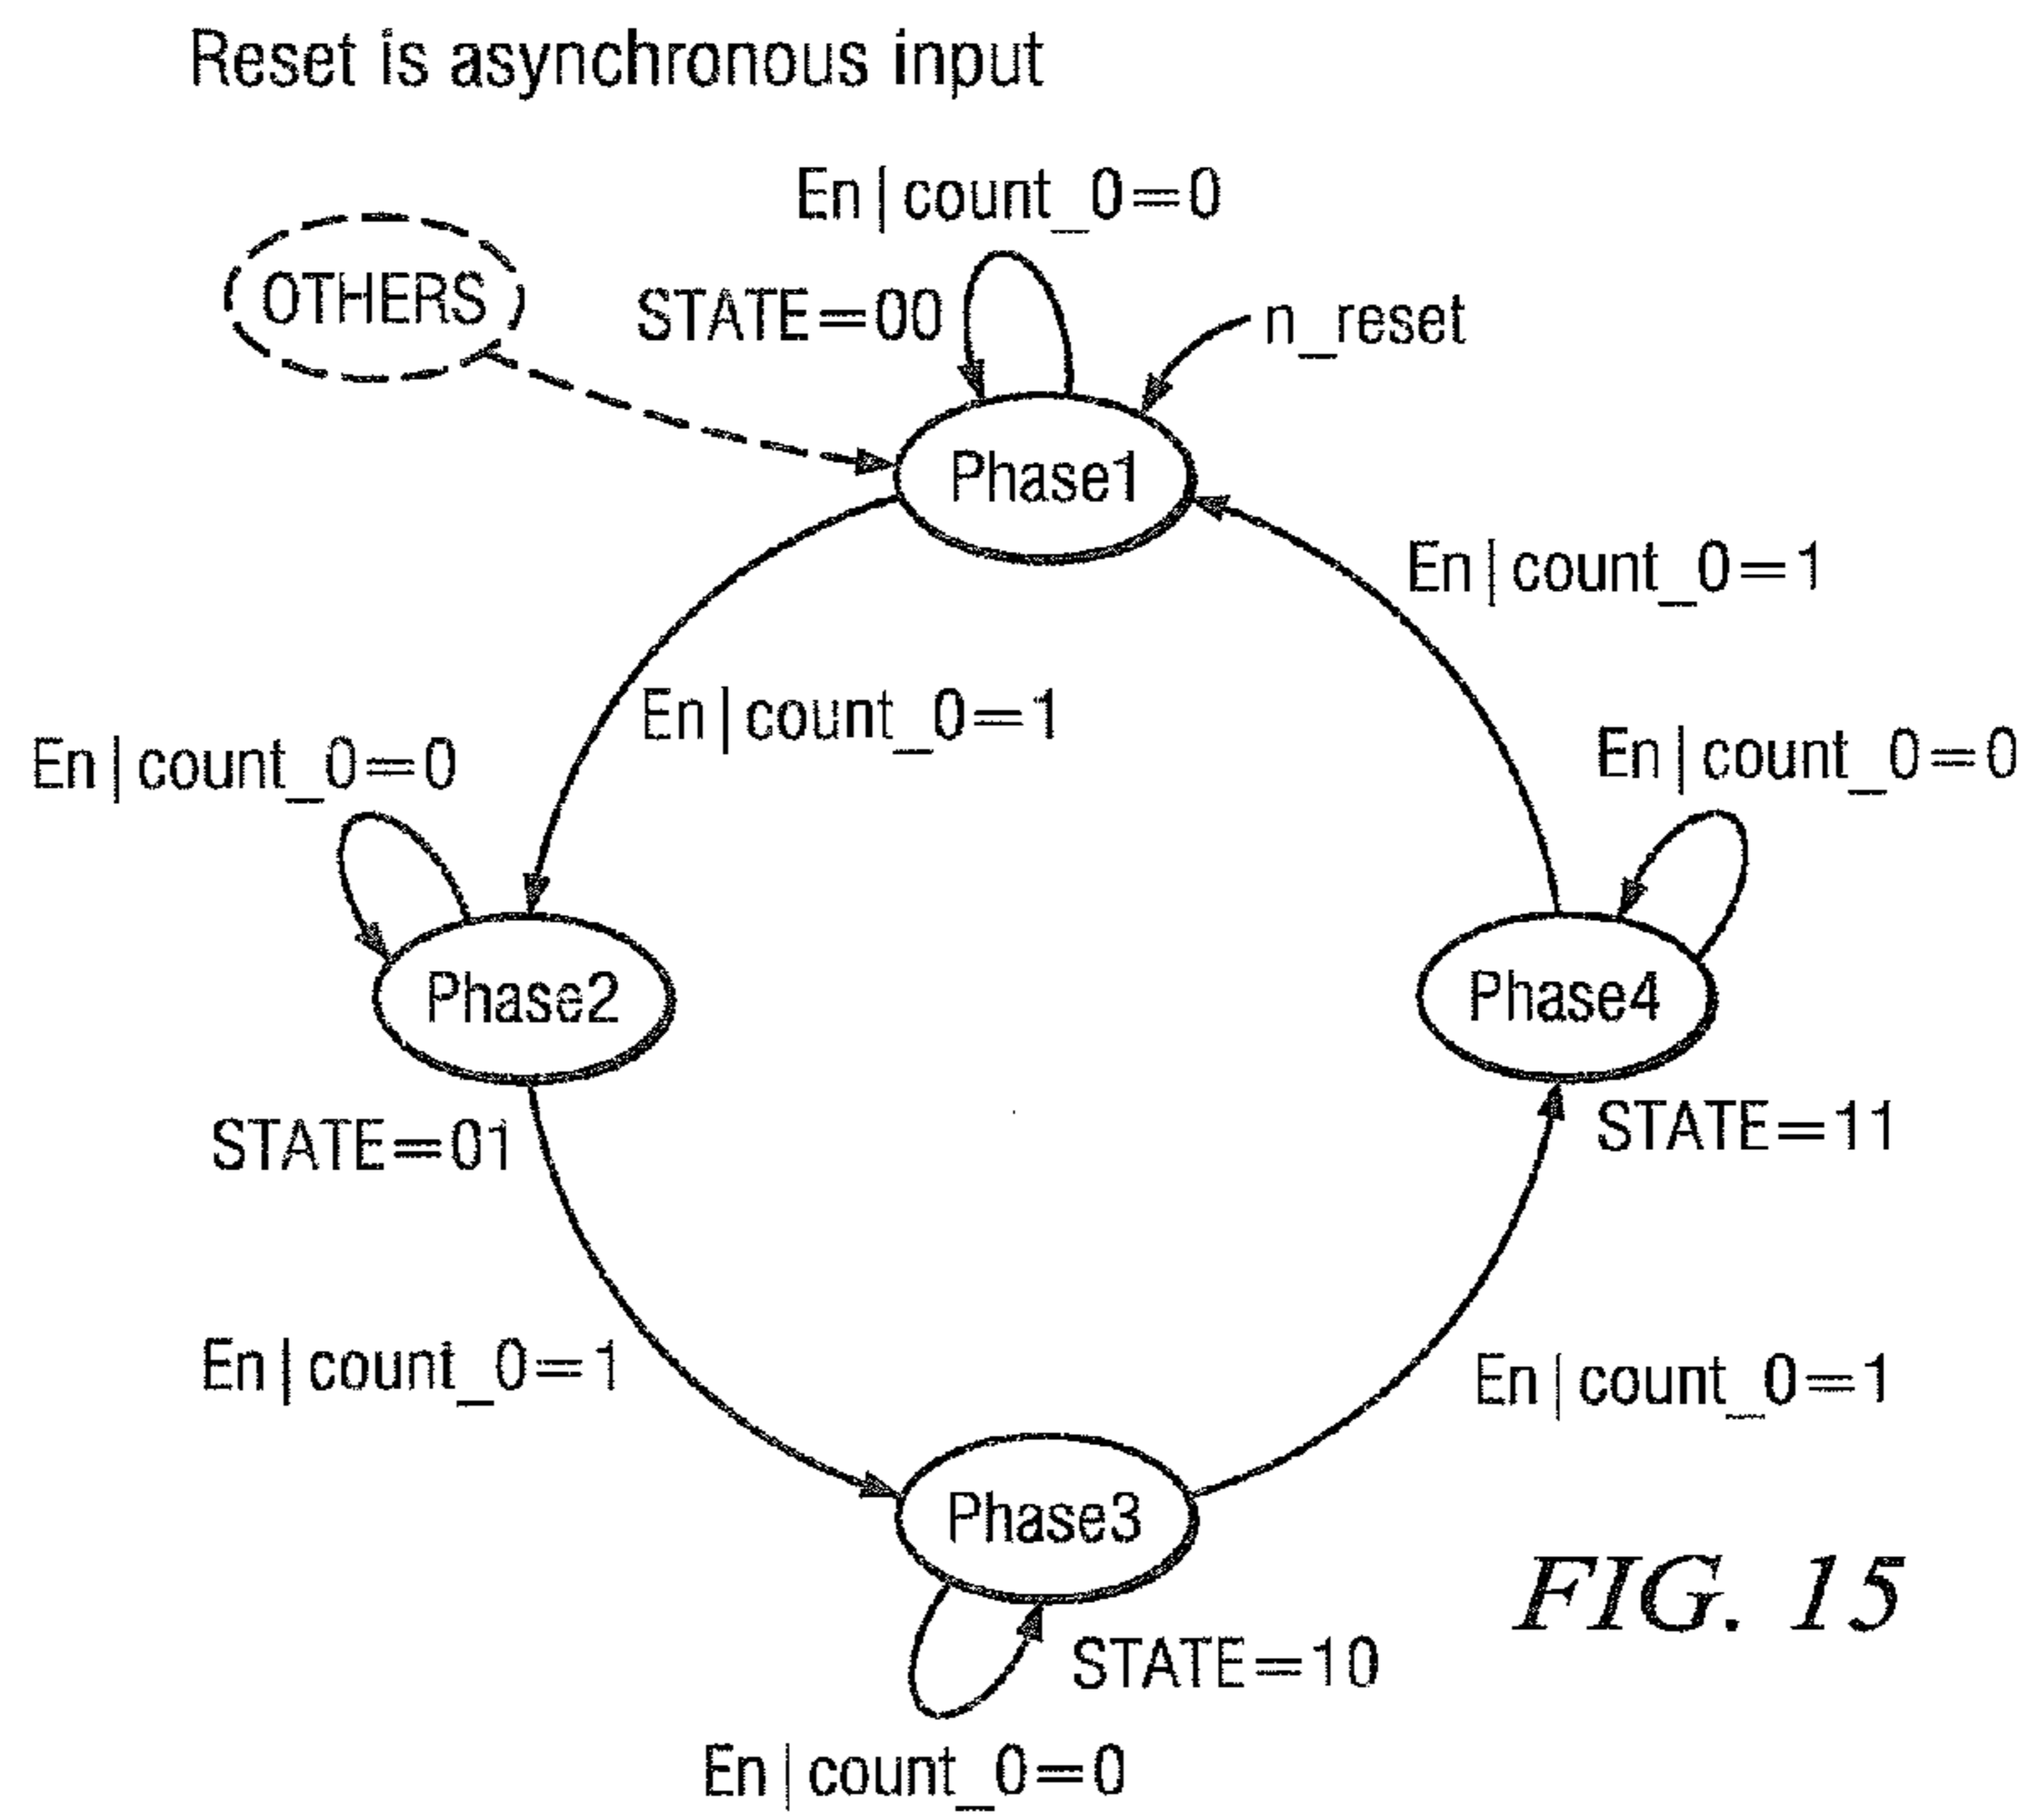 Reset is asynchronous input
En|count_0=0
OTHERS
STATE=00
n_reset
Phase1
En|count_0=1
En|count_0=1
En|count_0=0
En|count_0=0
Phase2
Phase4
STATE=01
STATE=11
En|count_0=1
En|count_0=1
Phase3
FIG. 15
STATE=10
En|count_0=0